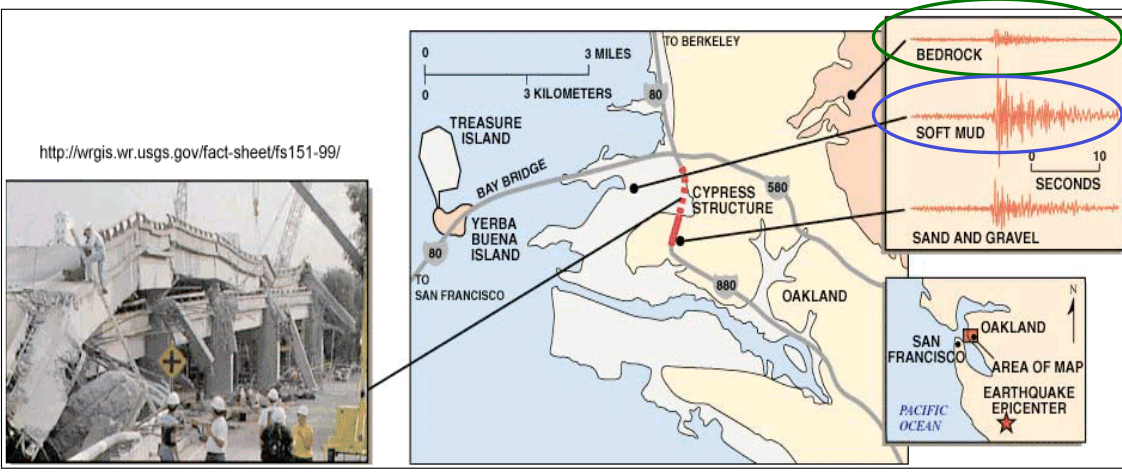 http://wrgis.wr.usgs.gov/fact-sheet/fs151-99/
0
3 MILES
0
3 KILOMETERS
TO BERKELEY
80
TREASURE
ISLAND
BAY BRIDGE
YERBA
BUENA
ISLAND
80
TO
SAN FRANCISCO
CYPRESS
STRUCTURE
580
880
OAKLAND
BEDROCK
SOFT MUD
0
10
SECONDS
SAND AND GRAVEL
N
OAKLAND
SAN
FRANCISCO
AREA OF MAP
EARTHQUAKE
EPICENTER
PACIFIC
OCEAN